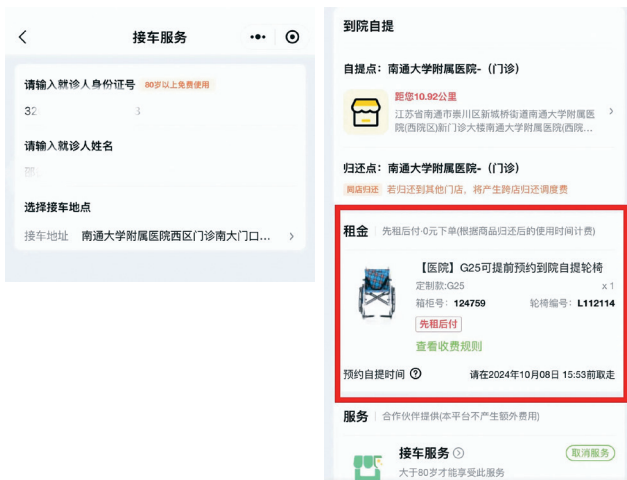 接车服务
请输入就诊人身份证号 80岁以上免费使用
32 3
请输入就诊人姓名
选择接车地点
接车地址 南通大学附属医院西区门诊南大门口...
到院自提
自提点：南通大学附属医院-（门诊）
距您10.92公里
江苏省南通市崇川区新城桥街道南通大学附属医
院(西院区)新门诊大楼南通大学附属医院(西院...
归还点：南通大学附属医院-（门诊）
同店归还 若归还到其他门店，将产生跨店归还调度费
租金 先租后付·0元下单(根据商品归还后的使用时间计费)
【医院】G25可提前预约到院自提轮椅
定制款:G25 x 1
箱柜号：124759 轮椅编号：L112114
先租后付
查看收费规则
预约自提时间 ? 请在2024年10月08日 15:53前取走
服务 合作伙伴提供(本平台不产生额外费用)
接车服务 取消服务
大于80岁才能享受此服务